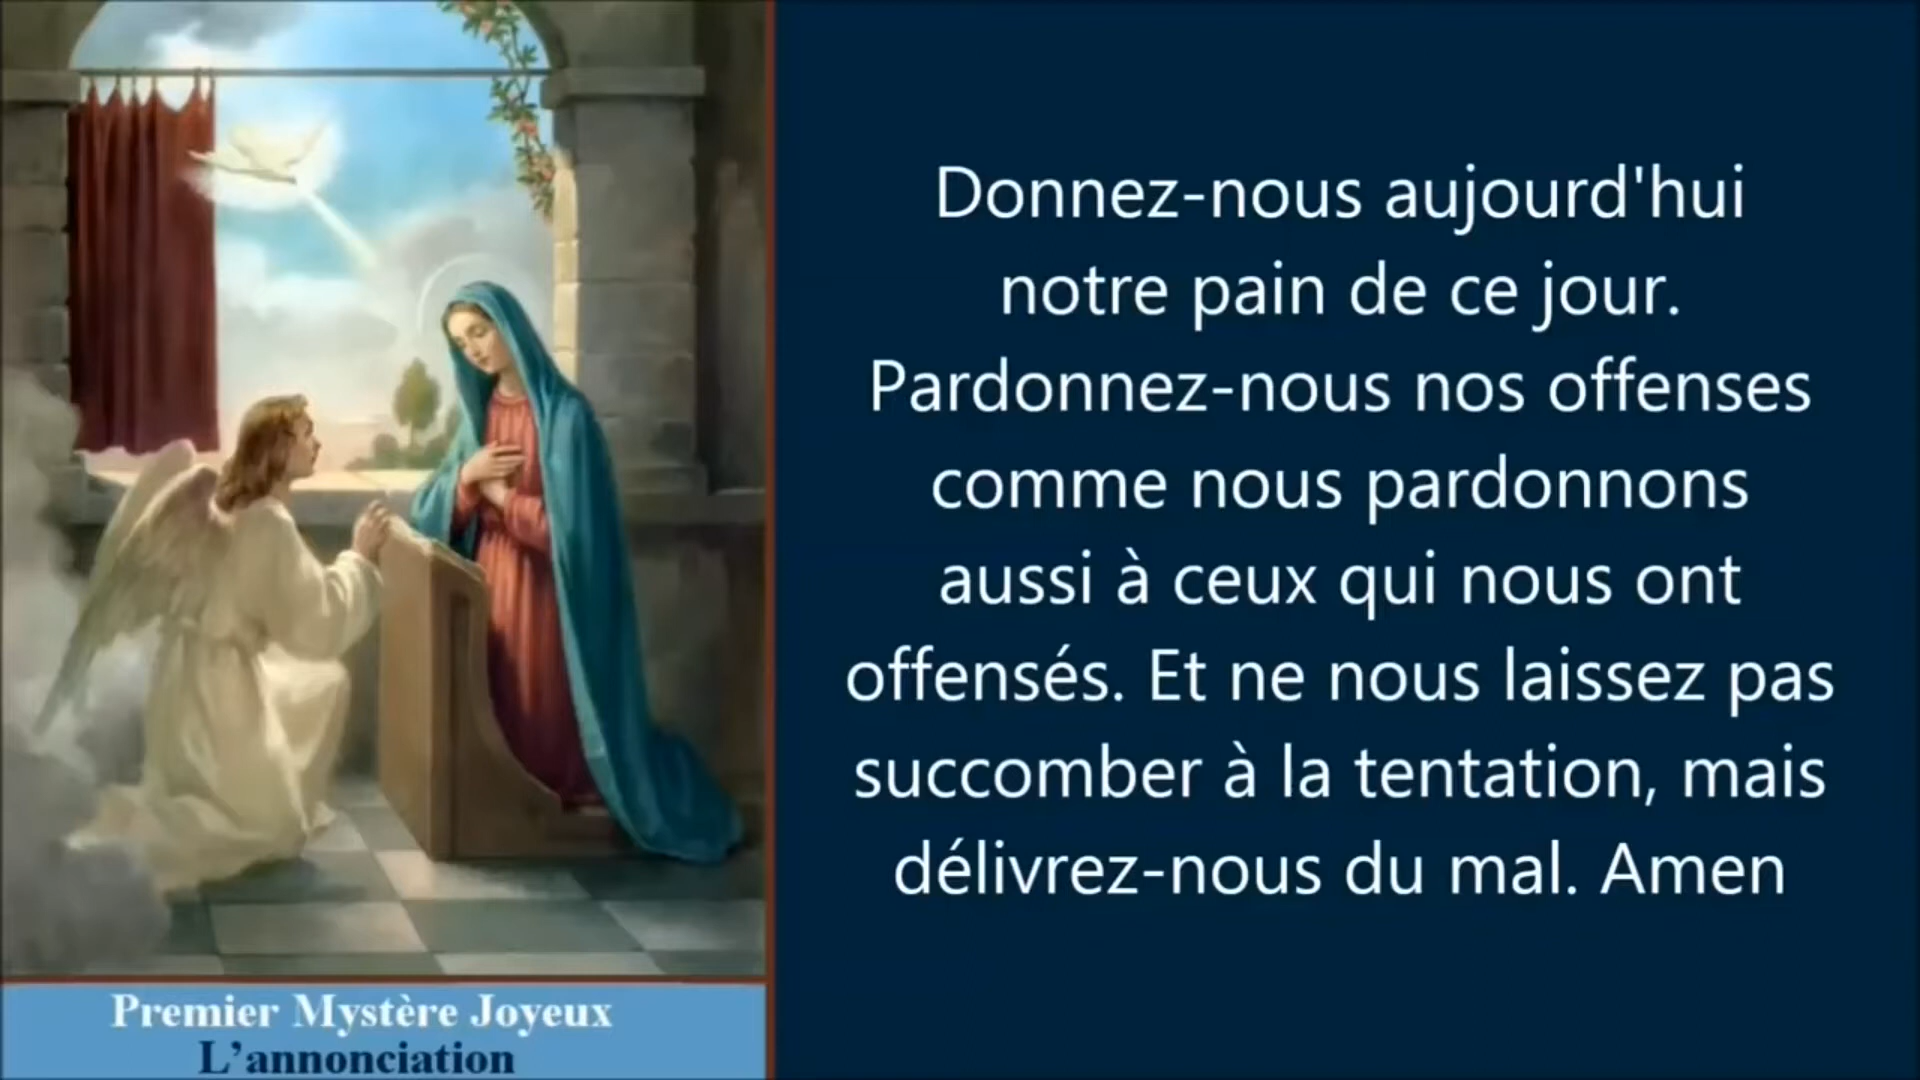 Donnez-nous aujourd'hui
notre pain de ce jour.
Pardonnez-nous nos offenses
comme nous pardonnons
aussi à ceux qui nous ont
offensés. Et ne nous laissez pas
succomber à la tentation, mais
délivrez-nous du mal. Amen
Premier Mystère Joyeux
L’annonciation